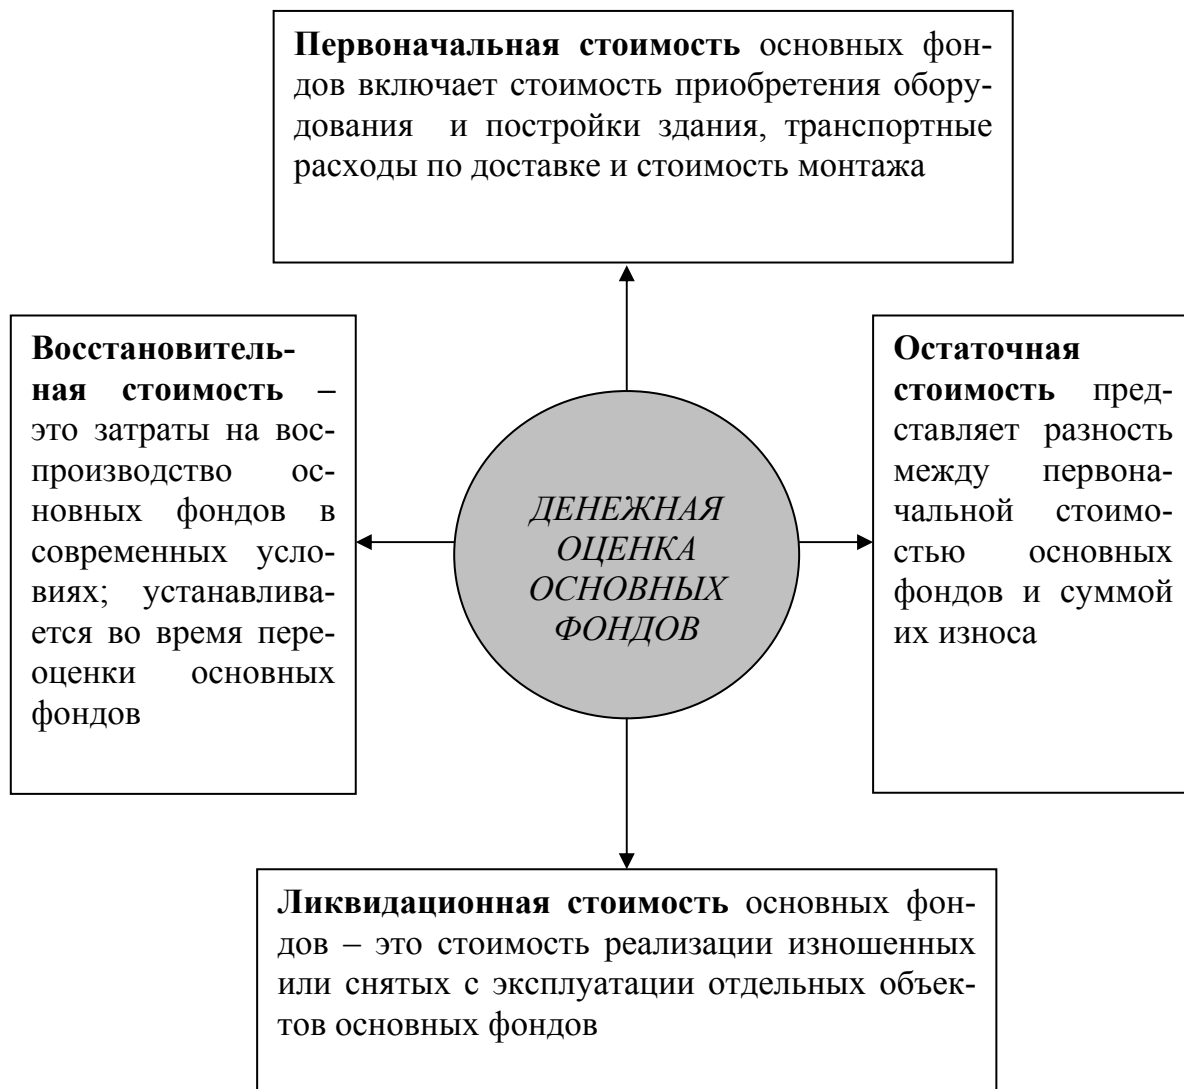 Первоначальная стоимость основных фон-
дов включает стоимость приобретения обору-
дования и постройки здания, транспортные
расходы по доставке и стоимость монтажа
Восстановитель-
ная стоимость –
это затраты на вос-
производство ос-
новных фондов в
современных усло-
виях; устанавлива-
ется во время пере-
оценки основных
фондов
ДЕНЕЖНАЯ
ОЦЕНКА
ОСНОВНЫХ
ФОНДОВ
Остаточная
стоимость пред-
ставляет разность
между первона-
чальной стоимо-
стью основных
фондов и суммой
их износа
Ликвидационная стоимость основных фон-
дов – это стоимость реализации изношенных
или снятых с эксплуатации отдельных объек-
тов основных фондов